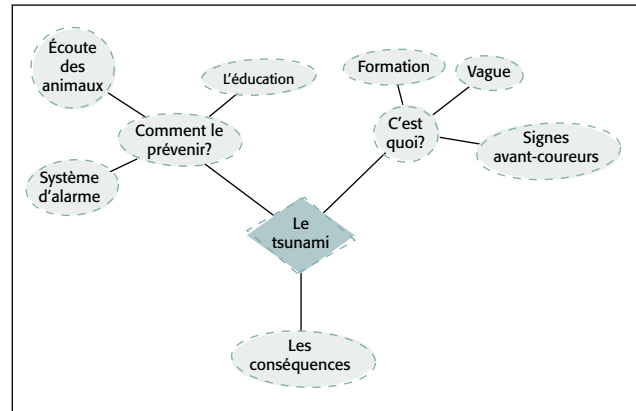 Écoute
des
animaux
L'éducation
Comment le
prévenir?
Système
d'alarme
Formation
Vague
C'est
quoi?
Signes
avant-coureurs
Le
tsunami
Les
conséquences